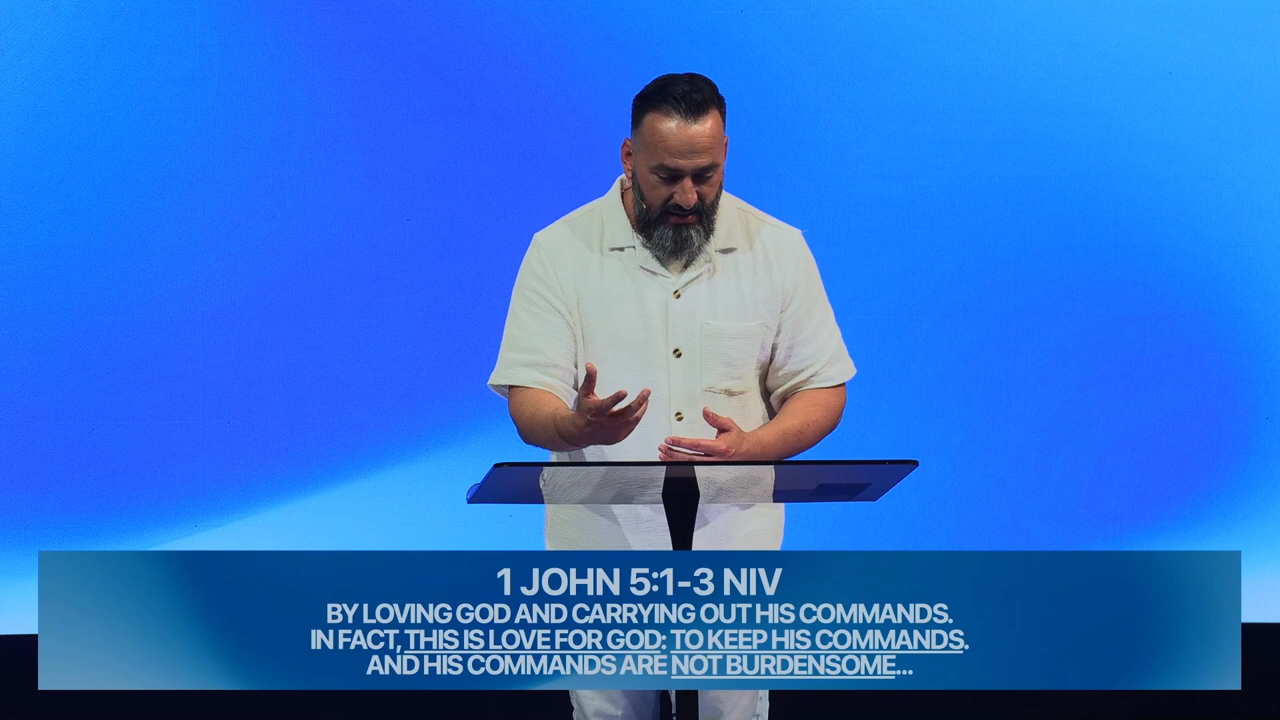 1 JOHN 5:1-3 NIV
BY LOVING GOD AND CARRYING OUT HIS COMMANDS.
IN FACT, THIS IS LOVE FOR GOD: TO KEEP HIS COMMANDS.
AND HIS COMMANDS ARE NOT BURDENSOME...